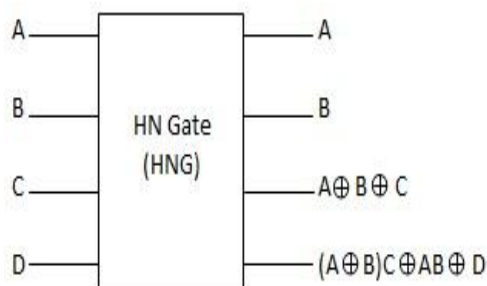 A A
B B
HN Gate
(HNG)
C A⊕B⊕C
D (A⊕B)C⊕AB⊕D